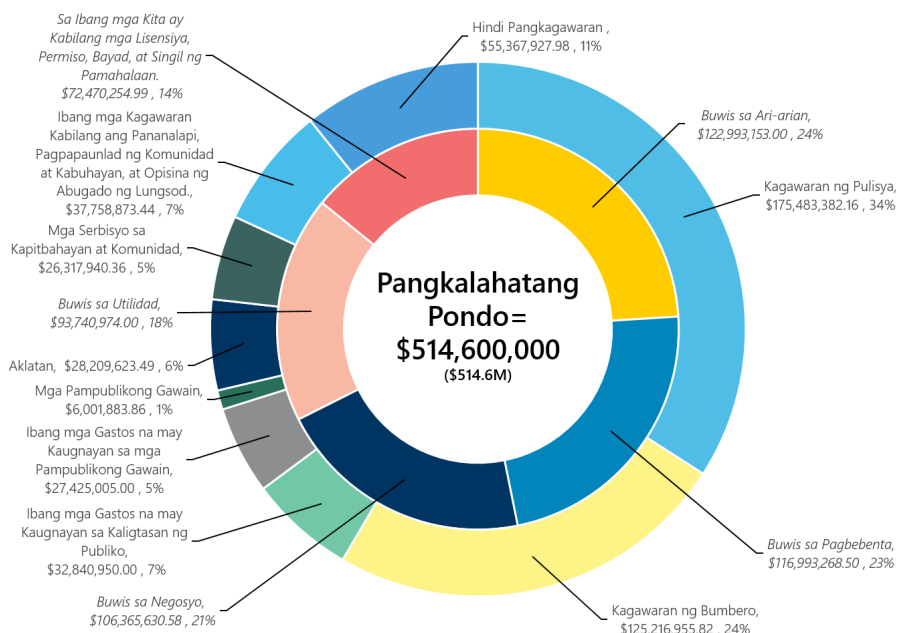 Sa Ibang mga Kita ay
Kabilang mga Lisensiya,
Permiso, Bayad, at Singil ng
Pamahalaan.
$72,470,254.99 , 14%
Hindi Pangkagawaran ,
$55,367,927.98 , 11%
Ibang mga Kagawaran
Kabilang ang Pananalapi,
Pagpapaunlad ng Komunidad
at Kabuhayan, at Opisina ng
Abugado ng Lungsod.,
$37,758,873.44 , 7%
Buwis sa Ari-arian,
$122,993,153.00 , 24%
Kagawaran ng Pulisya,
$175,483,382.16 , 34%
Mga Serbisyo sa
Kapitbahayan at Komunidad,
$26,317,940.36 , 5%
Pangkalahatang
Pondo=
$514,600,000
($514.6M)
Buwis sa Utilidad,
$93,740,974.00 , 18%
Aklatan, $28,209,623.49 , 6%
Mga Pampublikong Gawain,
$6,001,883.86 , 1%
Ibang mga Gastos na may
Kaugnayan sa mga
Pampublikong Gawain,
$27,425,005.00 , 5%
Ibang mga Gastos na may
Kaugnayan sa Kaligtasan ng
Publiko,
$32,840,950.00 , 7%
Buwis sa Negosyo,
$106,365,630.58 , 21%
Buwis sa Pagbebenta,
$116,993,268.50 , 23%
Kagawaran ng Bumbero,
$125,216,955.82 , 24%